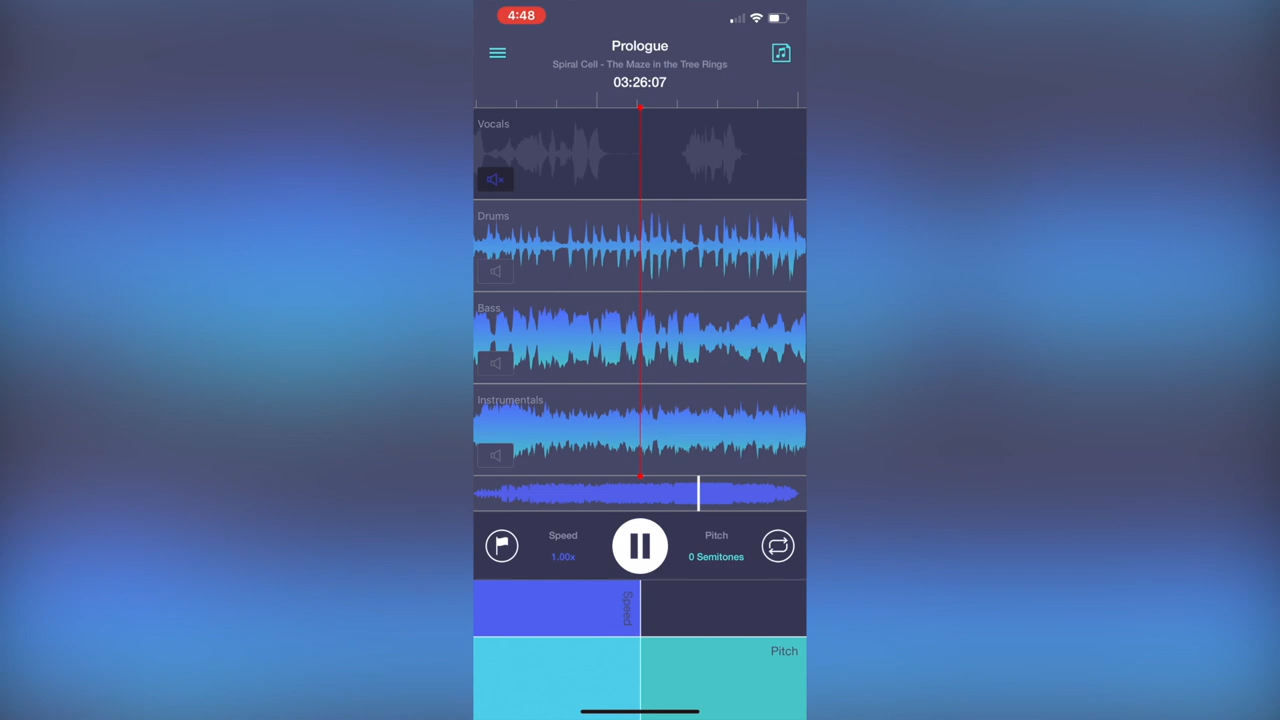 4:48
Prologue
Spiral Cell - The Maze in the Tree Rings
03:26:07
Vocals
Drums
Bass
Instrumentals
Speed
Pitch
1.00x
0 Semitones
Speed
Pitch